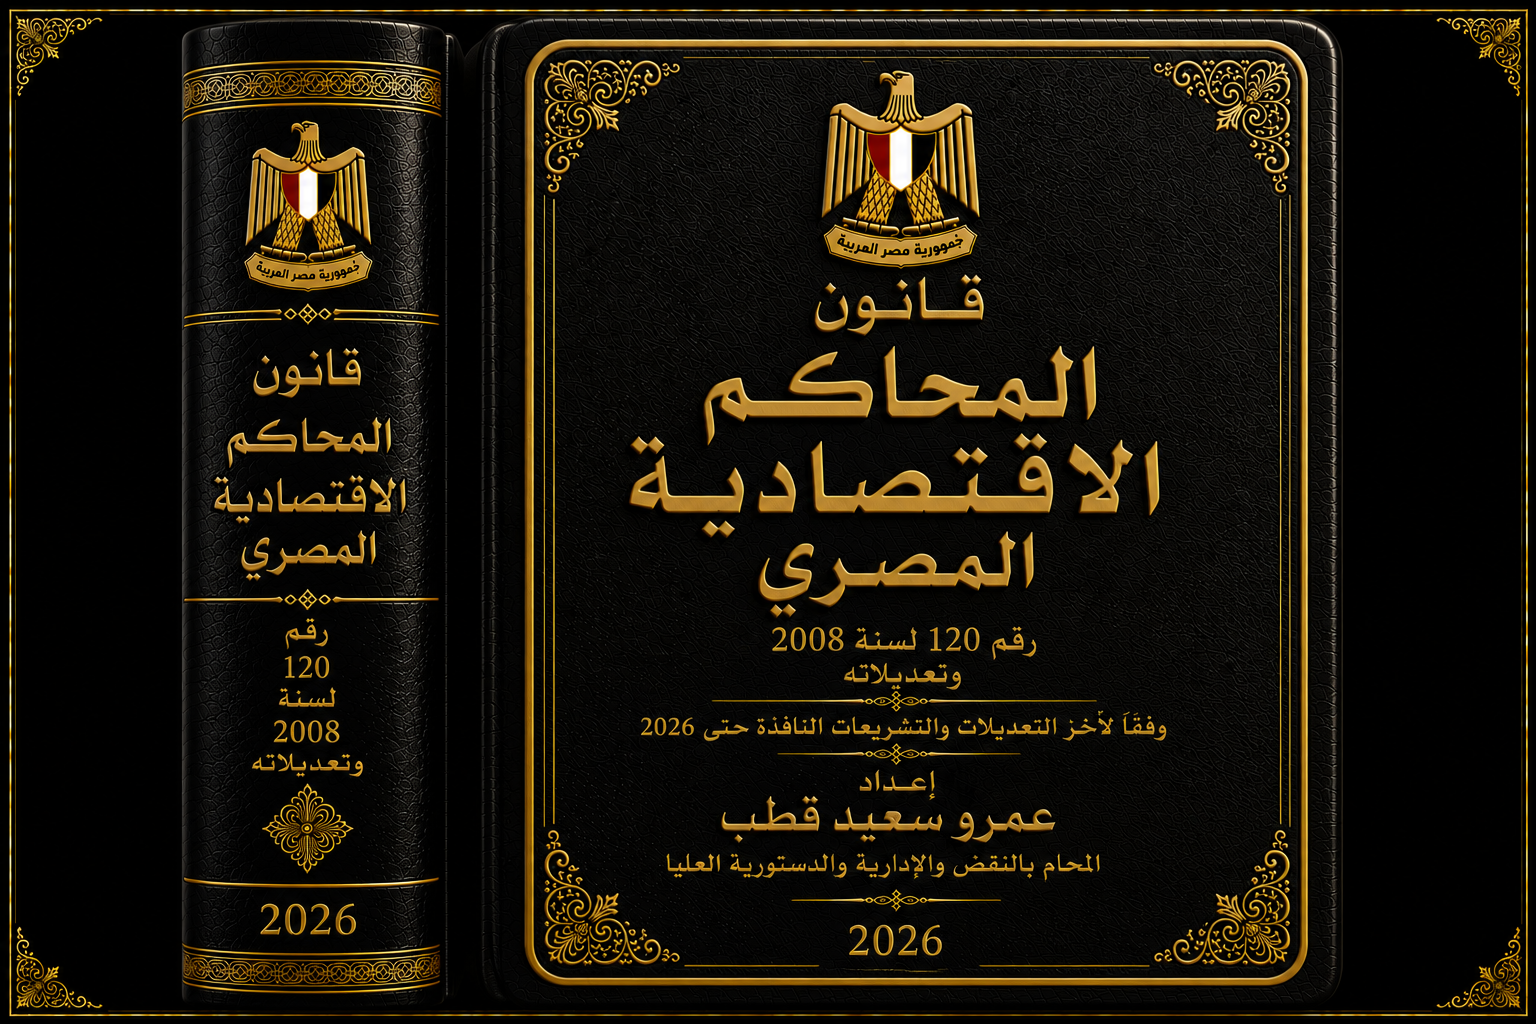 جمهورية مصر العربية
قانون
المحاكم
الاقتصادية
المصري
رقم 120 لسنة 2008
وتعديلاته
وفقًا لأخز التعديلات والتشريعات النافذة حتى 2026
إعداد
عمرو سعيد قطب
المحام بالنقض والإدارية والدستورية العليا
2026
جمهورية مصر العربية
قانون
المحاكم
الاقتصادية
المصري
رقم
120
لسنة
2008
وتعديلاته
2026